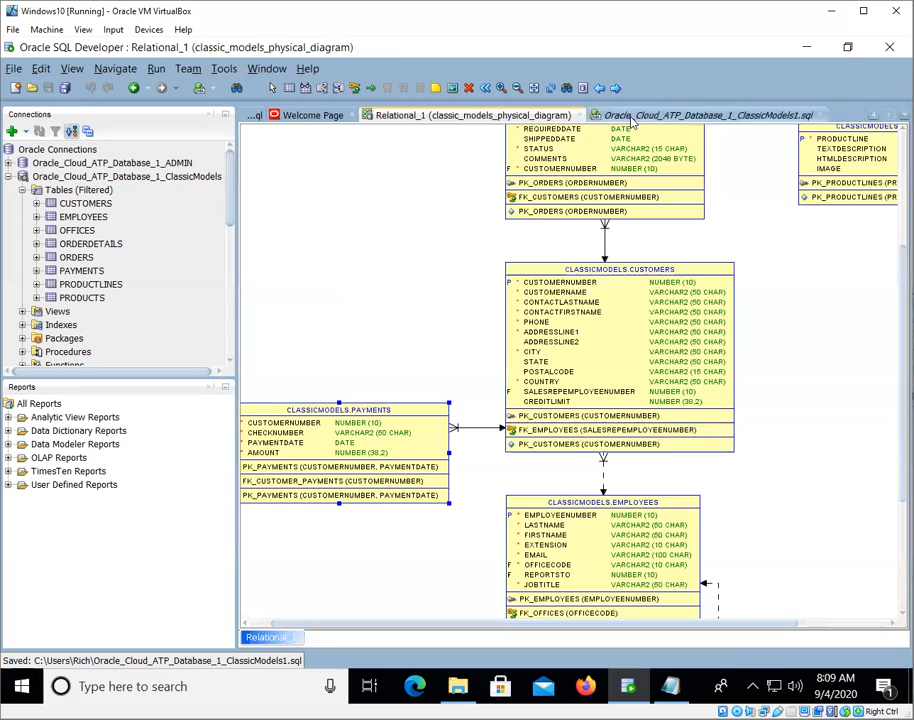 Windows10 [Running] - Oracle VM VirtualBox
File Machine View Input Devices Help
Oracle SQL Developer : Relational_1 (classic_models_physical_diagram)
File Edit View Navigate Run Team Tools Window Help
Connections
...ql Welcome Page Relational_1 (classic_models_physical_diagram) Oracle_Cloud_ATP_Database_1_ClassicModels1.sql
Oracle Connections
Oracle_Cloud_ATP_Database_1_ADMIN
Oracle_Cloud_ATP_Database_1_ClassicModels
Tables (Filtered)
CUSTOMERS
EMPLOYEES
OFFICES
ORDERDETAILS
ORDERS
PAYMENTS
PRODUCTLINES
PRODUCTS
Views
Indexes
Packages
Procedures
Functions
Reports
All Reports
Analytic View Reports
Data Dictionary Reports
Data Modeler Reports
OLAP Reports
TimesTen Reports
User Defined Reports
REQUIREDDATE DATE
SHIPPEDDATE DATE
* STATUS VARCHAR2 (15 CHAR)
COMMENTS VARCHAR2 (2048 BYTE)
F * CUSTOMERNUMBER NUMBER (10)
PK_ORDERS (ORDERNUMBER)
FK_CUSTOMERS (CUSTOMERNUMBER)
PK_ORDERS (ORDERNUMBER)
CLASSICMODELS
P * PRODUCTLINE
TEXTDESCRIPTION
HTMLDESCRIPTION
IMAGE
PK_PRODUCTLINES (PR
PK_PRODUCTLINES (PR
CLASSICMODELS.CUSTOMERS
P * CUSTOMERNUMBER NUMBER (10)
* CUSTOMERNAME VARCHAR2 (50 CHAR)
* CONTACTLASTNAME VARCHAR2 (50 CHAR)
* CONTACTFIRSTNAME VARCHAR2 (50 CHAR)
* PHONE VARCHAR2 (50 CHAR)
* ADDRESSLINE1 VARCHAR2 (50 CHAR)
ADDRESSLINE2 VARCHAR2 (50 CHAR)
* CITY VARCHAR2 (50 CHAR)
STATE VARCHAR2 (50 CHAR)
POSTALCODE VARCHAR2 (15 CHAR)
* COUNTRY VARCHAR2 (50 CHAR)
F SALESREPEMPLOYEENUMBER NUMBER (10)
CREDITLIMIT NUMBER (38,2)
PK_CUSTOMERS (CUSTOMERNUMBER)
FK_EMPLOYEES (SALESREPEMPLOYEENUMBER)
PK_CUSTOMERS (CUSTOMERNUMBER)
CLASSICMODELS.PAYMENTS
* CUSTOMERNUMBER NUMBER (10)
* CHECKNUMBER VARCHAR2 (50 CHAR)
* PAYMENTDATE DATE
* AMOUNT NUMBER (38,2)
PK_PAYMENTS (CUSTOMERNUMBER, PAYMENTDATE)
FK_CUSTOMER_PAYMENTS (CUSTOMERNUMBER)
PK_PAYMENTS (CUSTOMERNUMBER, PAYMENTDATE)
CLASSICMODELS.EMPLOYEES
P * EMPLOYEENUMBER NUMBER (10)
* LASTNAME VARCHAR2 (50 CHAR)
* FIRSTNAME VARCHAR2 (50 CHAR)
* EXTENSION VARCHAR2 (10 CHAR)
* EMAIL VARCHAR2 (100 CHAR)
F * OFFICECODE VARCHAR2 (10 CHAR)
F REPORTSTO NUMBER (10)
* JOBTITLE VARCHAR2 (50 CHAR)
PK_EMPLOYEES (EMPLOYEENUMBER)
FK_OFFICES (OFFICECODE)
Relational_1
Saved: C:\Users\Rich\Oracle_Cloud_ATP_Database_1_ClassicModels1.sql
Type here to search
8:09 AM
9/4/2020
1
Right Ctrl